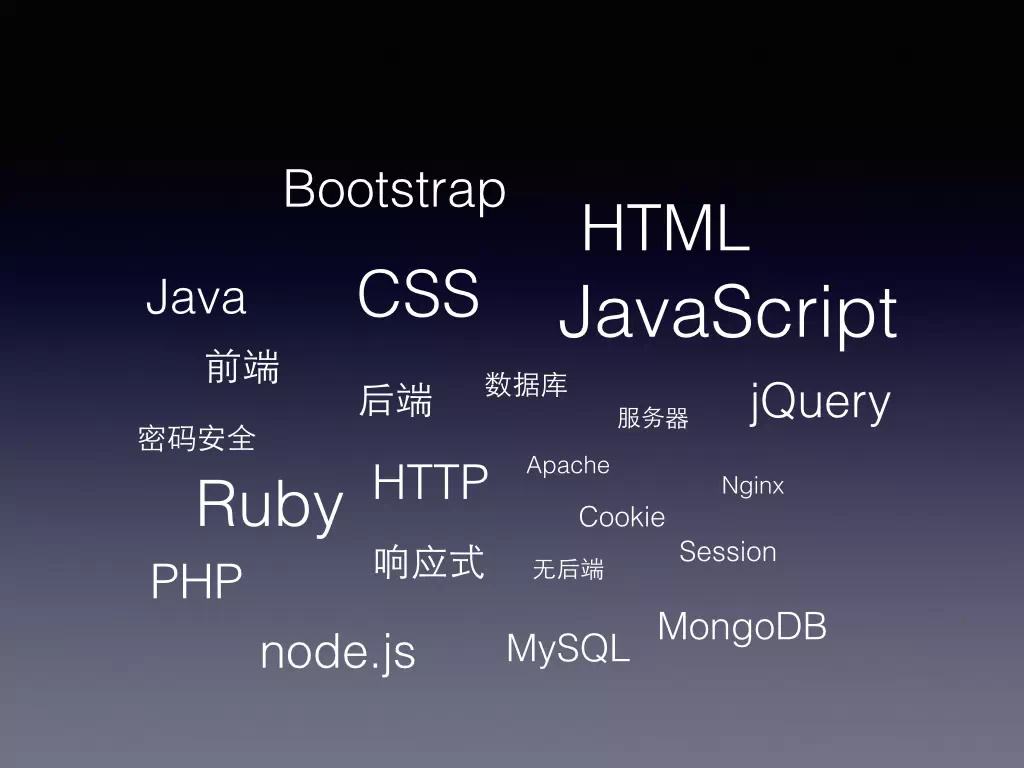 Bootstrap
HTML
Java
CSS
JavaScript
前端
后端
数据库
服务器
jQuery
密码安全
Ruby
HTTP
Apache
Nginx
Cookie
Session
PHP
响应式
无后端
node.js
MySQL
MongoDB